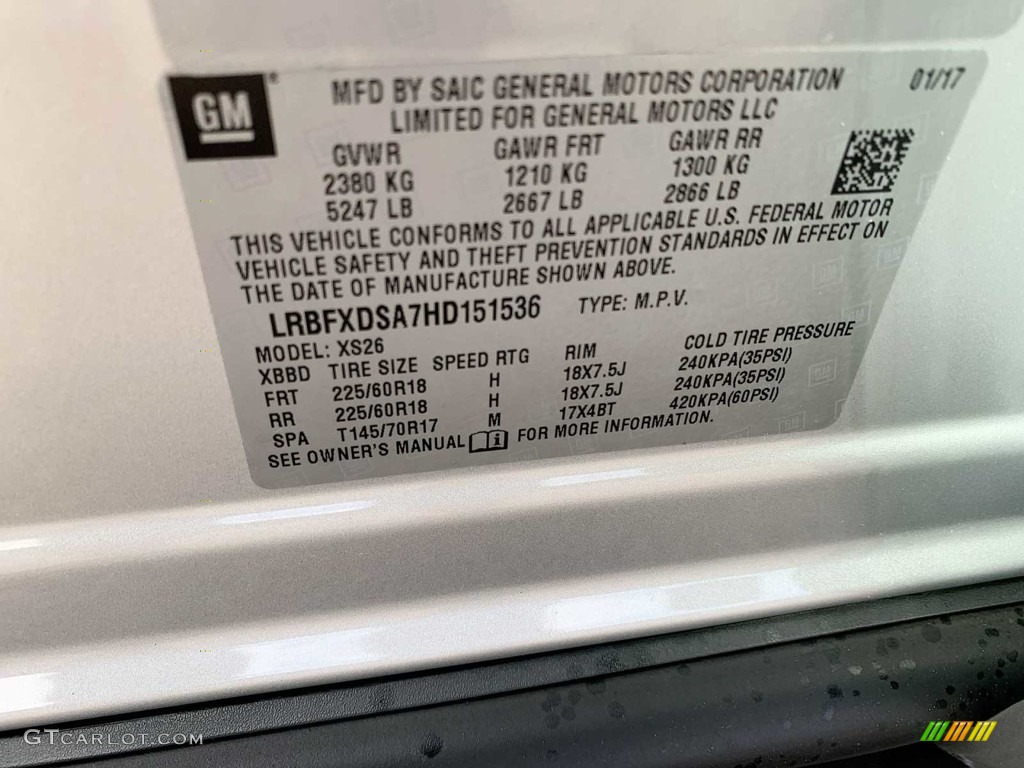 GM ®
MFD BY SAIC GENERAL MOTORS CORPORATION 01/17
LIMITED FOR GENERAL MOTORS LLC
GVWR GAWR FRT GAWR RR
2380 KG 1210 KG 1300 KG
5247 LB 2667 LB 2866 LB
THIS VEHICLE CONFORMS TO ALL APPLICABLE U.S. FEDERAL MOTOR
VEHICLE SAFETY AND THEFT PREVENTION STANDARDS IN EFFECT ON
THE DATE OF MANUFACTURE SHOWN ABOVE.
LRBFXDSA7HD151536 TYPE: M.P.V.
MODEL: XS26
XBBD TIRE SIZE SPEED RTG RIM COLD TIRE PRESSURE
FRT 225/60R18 H 18X7.5J 240KPA(35PSI)
RR 225/60R18 H 18X7.5J 240KPA(35PSI)
SPA T145/70R17 M 17X4BT 420KPA(60PSI)
SEE OWNER'S MANUAL FOR MORE INFORMATION.
GTCARLOT.COM